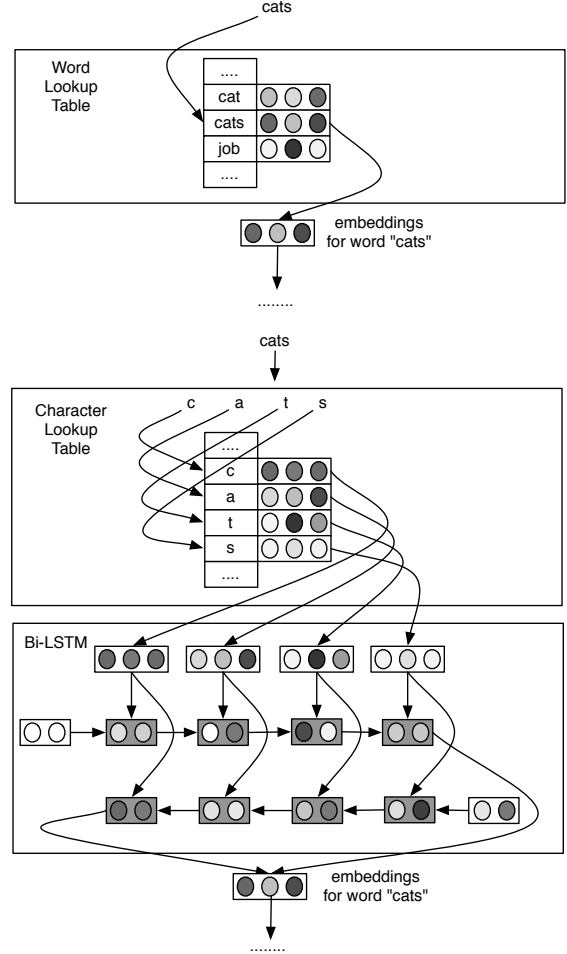 cats
Word
Lookup
Table
....
cat
cats
job
....
embeddings
for word "cats"
........
cats
Character
Lookup
Table
c a t s
....
c
a
t
s
....
Bi-LSTM
embeddings
for word "cats"
........